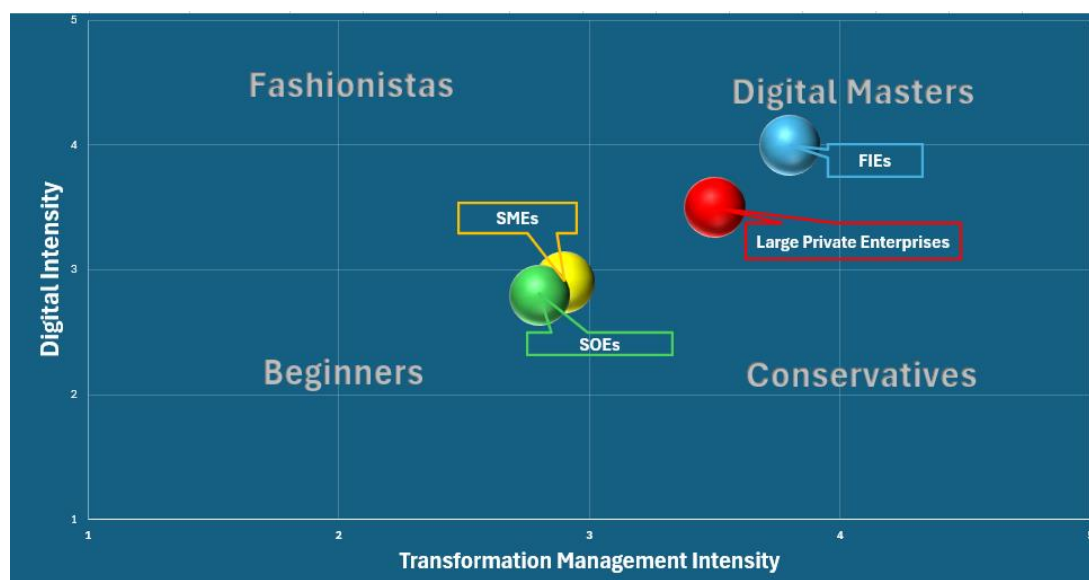 5
Fashionistas
Digital Masters
4
FIEs
SMEs
Large Private Enterprises
3
SOEs
Beginners
Conservatives
2
1
1
2
3
4
5
Digital Intensity
Transformation Management Intensity